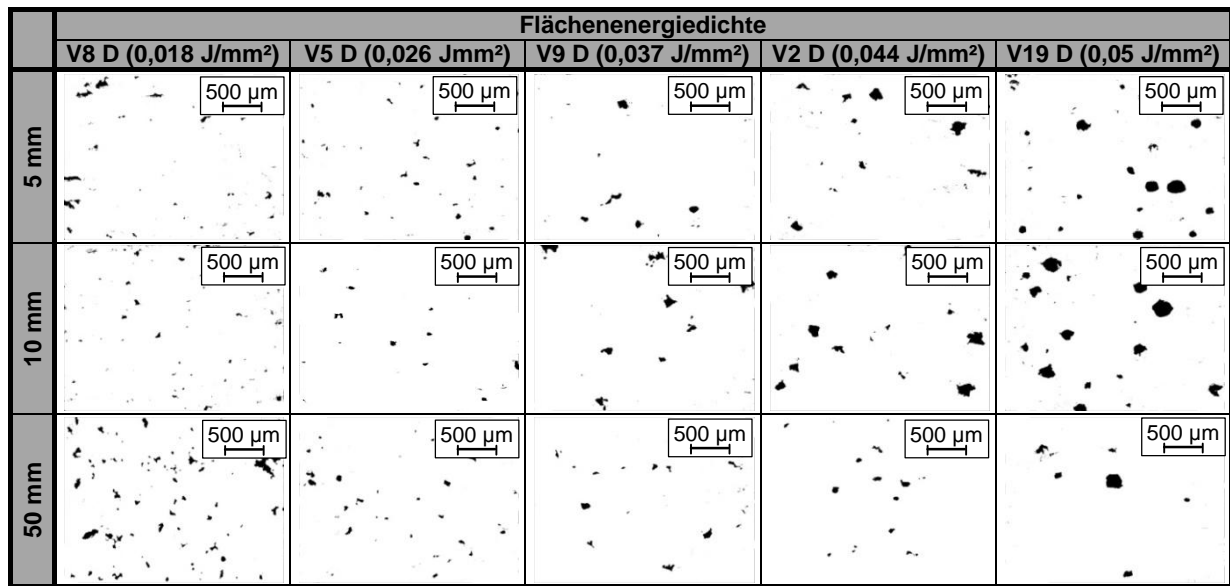 Flächenenergiedichte
V8 D (0,018 J/mm²) V5 D (0,026 Jmm²) V9 D (0,037 J/mm²) V2 D (0,044 J/mm²) V19 D (0,05 J/mm²)
5 mm
500 µm 500 µm 500 µm 500 µm 500 µm
10 mm
500 µm 500 µm 500 µm 500 µm 500 µm
50 mm
500 µm 500 µm 500 µm 500 µm 500 µm